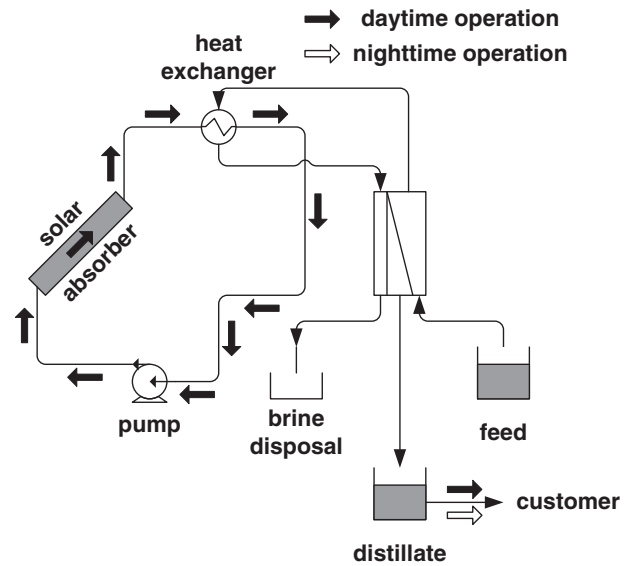 daytime operation
nighttime operation
heat
exchanger
solar
absorber
pump
brine
disposal
feed
customer
distillate